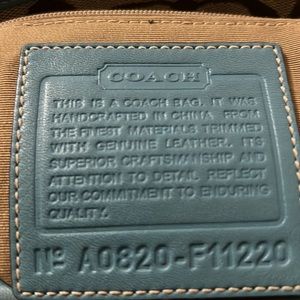 COACH
THIS IS A COACH BAG. IT WAS
HANDCRAFTED IN CHINA FROM
THE FINEST MATERIALS TRIMMED
WITH GENUINE LEATHER. ITS
SUPERIOR CRAFTSMANSHIP AND
ATTENTION TO DETAIL REFLECT
OUR COMMITMENT TO ENDURING
QUALITY.
Nº A0820-F11220